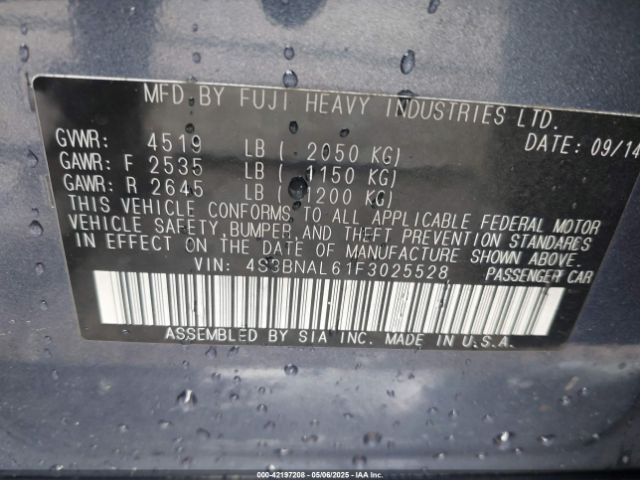 MFD BY FUJI HEAVY INDUSTRIES LTD.
DATE: 09/14
GVWR: 4519 LB ( 2050 KG)
GAWR: F 2535 LB ( 1150 KG)
GAWR: R 2645 LB ( 1200 KG)
THIS VEHICLE CONFORMS TO ALL APPLICABLE FEDERAL MOTOR
VEHICLE SAFETY, BUMPER, AND THEFT PREVENTION STANDARDS
IN EFFECT ON THE DATE OF MANUFACTURE SHOWN ABOVE.
VIN: 4S3BNAL61F3025528 PASSENGER CAR
ASSEMBLED BY SIA INC. MADE IN U.S.A.
000-42197208 - 05/06/2025 - IAA Holdings, LLC. Copyright